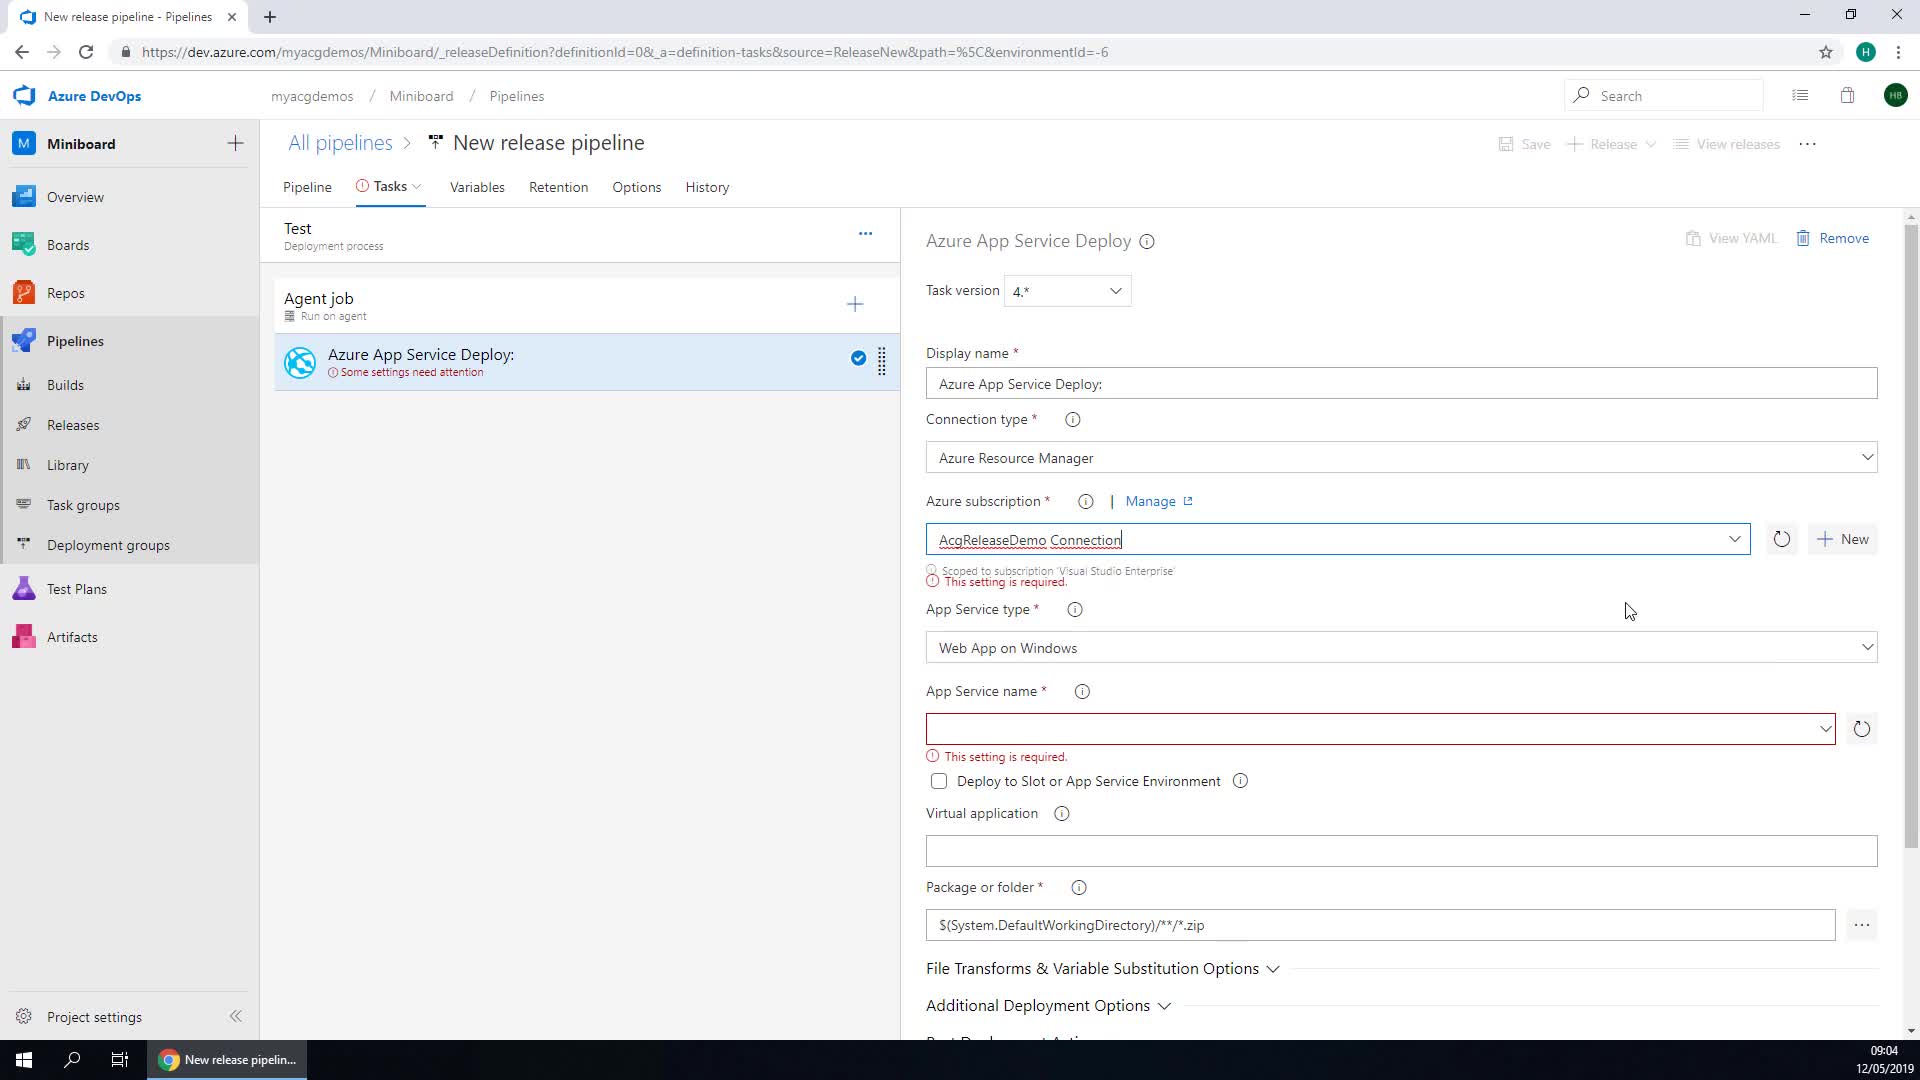 New release pipeline - Pipelines
https://dev.azure.com/myacgdemos/Miniboard/_releaseDefinition?definitionId=0&_a=definition-tasks&source=ReleaseNew&path=%5C&environmentId=-6
H
Azure DevOps
myacgdemos / Miniboard / Pipelines
Search
HB
M Miniboard
Overview
Boards
Repos
Pipelines
Builds
Releases
Library
Task groups
Deployment groups
Test Plans
Artifacts
Project settings
All pipelines > New release pipeline
Save
Release
View releases
Pipeline
Tasks
Variables
Retention
Options
History
Test
Deployment process
Agent job
Run on agent
Azure App Service Deploy:
Some settings need attention
Azure App Service Deploy
View YAML
Remove
Task version 4.*
Display name *
Azure App Service Deploy:
Connection type *
Azure Resource Manager
Azure subscription * | Manage
AcgReleaseDemo Connection
New
Scoped to subscription 'Visual Studio Enterprise'
This setting is required.
App Service type *
Web App on Windows
App Service name *
This setting is required.
Deploy to Slot or App Service Environment
Virtual application
Package or folder *
$(System.DefaultWorkingDirectory)/**/*.zip
File Transforms & Variable Substitution Options
Additional Deployment Options
New release pipelin...
09:04
12/05/2019